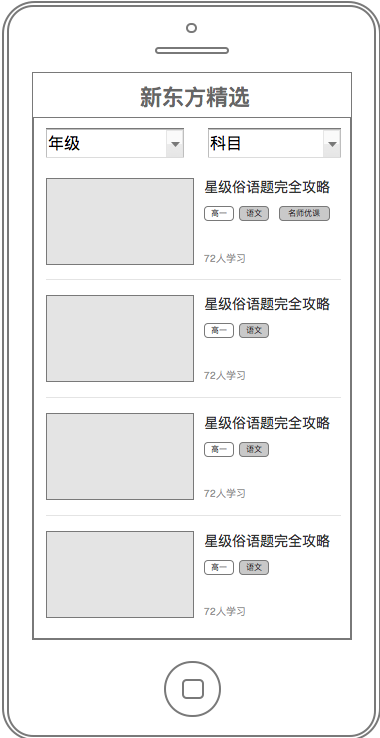 新东方精选
年级 科目
星级俗语题完全攻略
高一 语文 名师优课
72人学习
星级俗语题完全攻略
高一 语文
72人学习
星级俗语题完全攻略
高一 语文
72人学习
星级俗语题完全攻略
高一 语文
72人学习